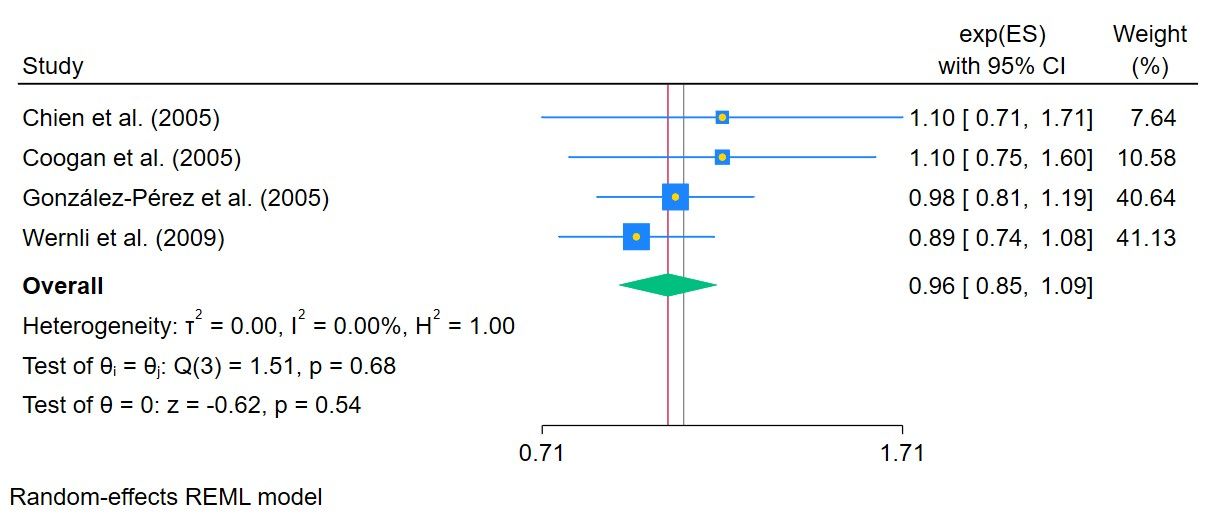 exp(ES) Weight
Study with 95% CI (%)
Chien et al. (2005) 1.10 [ 0.71, 1.71] 7.64
Coogan et al. (2005) 1.10 [ 0.75, 1.60] 10.58
González-Pérez et al. (2005) 0.98 [ 0.81, 1.19] 40.64
Wernli et al. (2009) 0.89 [ 0.74, 1.08] 41.13
Overall 0.96 [ 0.85, 1.09]
Heterogeneity: τ² = 0.00, I² = 0.00%, H² = 1.00
Test of θᵢ = θⱼ: Q(3) = 1.51, p = 0.68
Test of θ = 0: z = -0.62, p = 0.54
0.71 1.71
Random-effects REML model